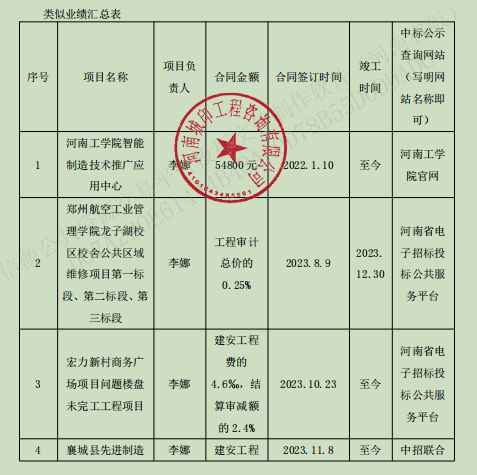 类似业绩汇总表
序号 项目名称 项目负责人 合同金额 合同签订时间 竣工时间 中标公示查询网站（写明网站名称即可）
1 河南工学院智能制造技术推广应用中心 李娜 54800 元 2022.1.10 至今 河南工学院官网
2 郑州航空工业管理学院龙子湖校区校舍公共区域维修项目第一标段、第二标段、第三标段 李娜 工程审计总价的0.25% 2023.8.9 2023.12.30 河南省电子招标投标公共服务平台
3 宏力新村商务广场项目问题楼盘未完工工程项目 李娜 建安工程费的4.6‰，结算审减额的 2.4% 2023.10.23 至今 河南省电子招标投标公共服务平台
4 襄城县先进制造 李娜 建安工程 2023.11.8 至今 中招联合